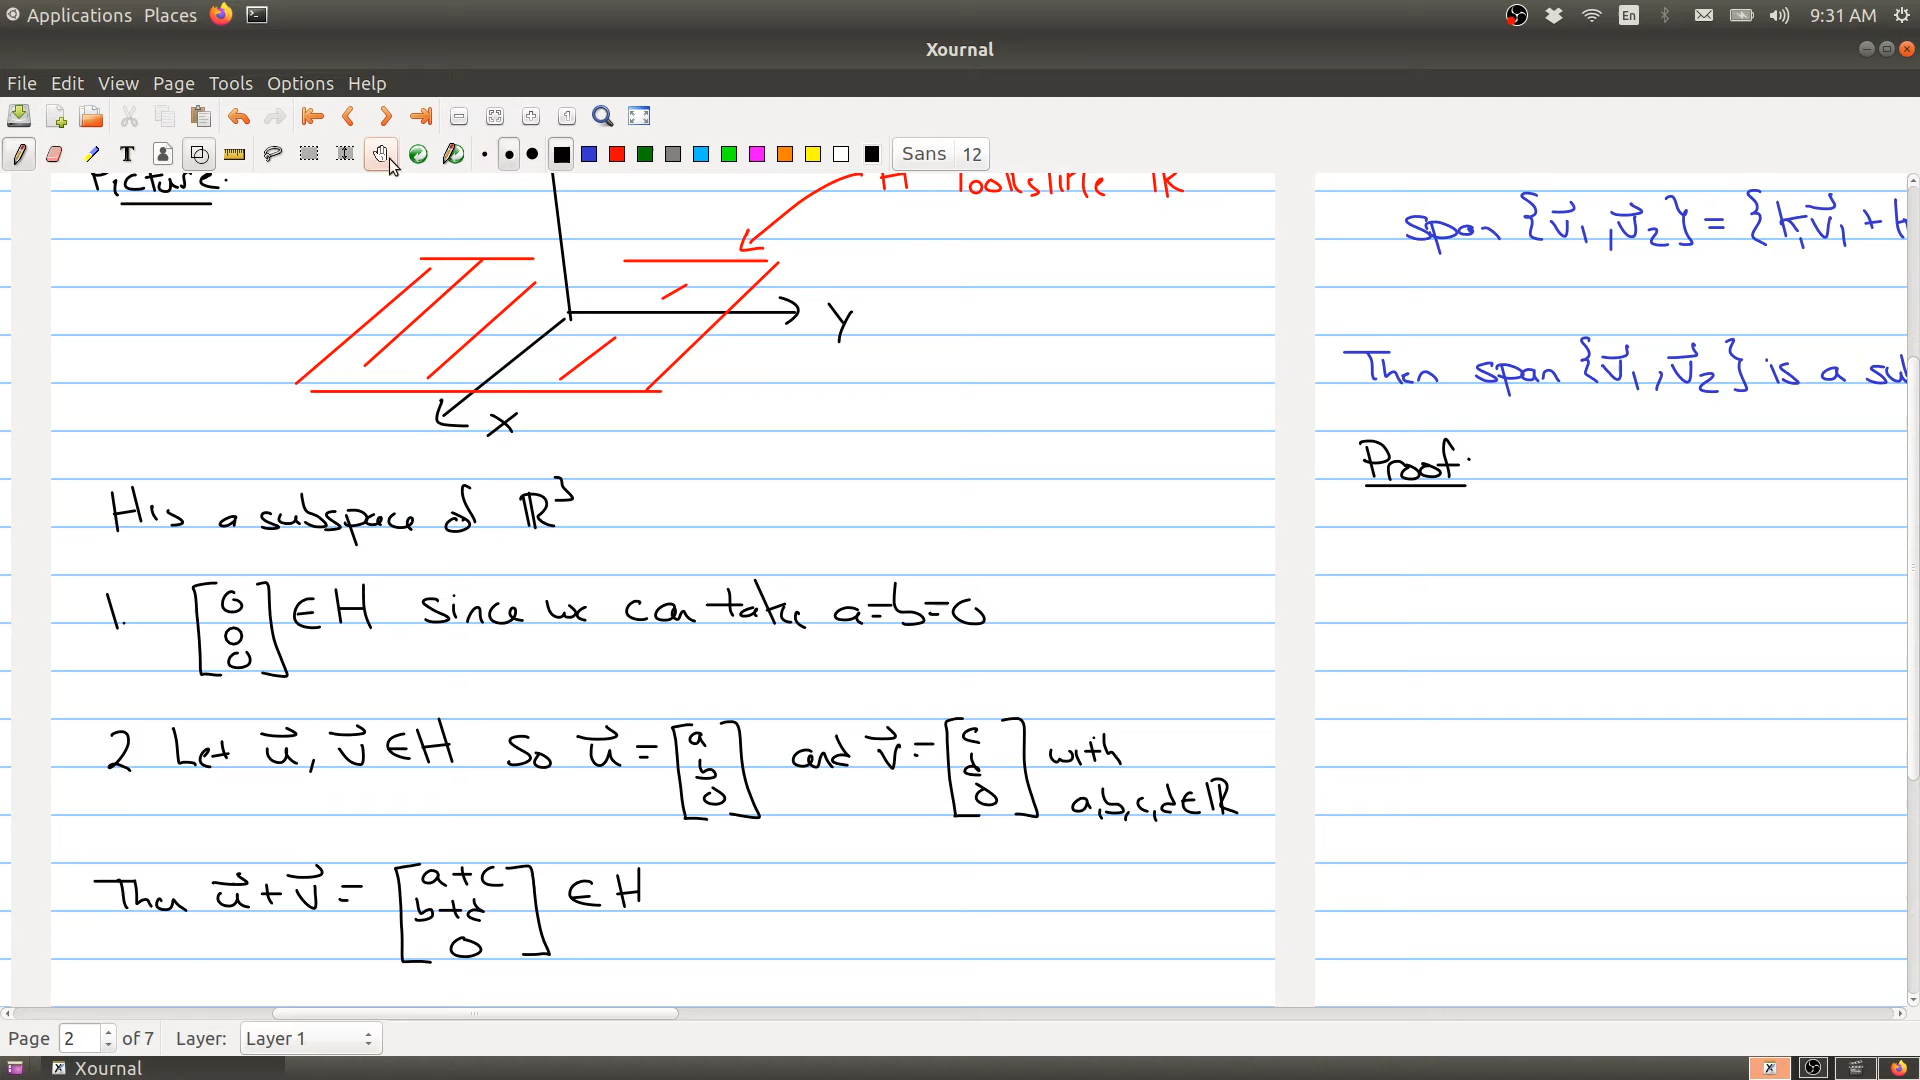 Applications Places En 9:31 AM
Xournal
File Edit View Page Tools Options Help
Sans 12
Picture:
H looks like ℝ
y
x
H is a subspace of ℝ³
1. [0 0 0] ∈ H since we can take a=b=0
2 Let u⃗, v⃗ ∈ H So u⃗ = [a b 0] and v⃗ = [c d 0] with
a,b,c,d ∈ ℝ
Then u⃗ + v⃗ = [a+c b+d 0] ∈ H
span {v⃗₁, v⃗₂} = {k₁v⃗₁ + k
Then span {v⃗₁, v⃗₂} is a su
Proof:
Page 2 of 7 Layer: Layer 1
Xournal